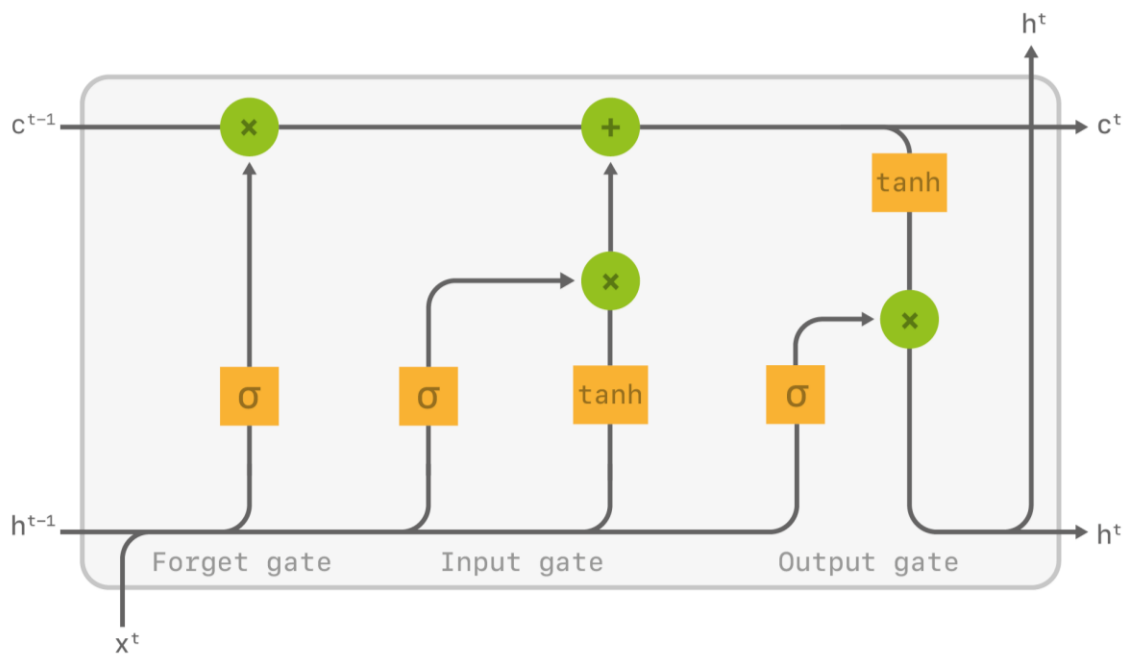 hᵗ
cᵗ⁻¹
×
+
cᵗ
tanh
×
×
σ
σ
tanh
σ
hᵗ⁻¹
hᵗ
Forget gate
Input gate
Output gate
xᵗ